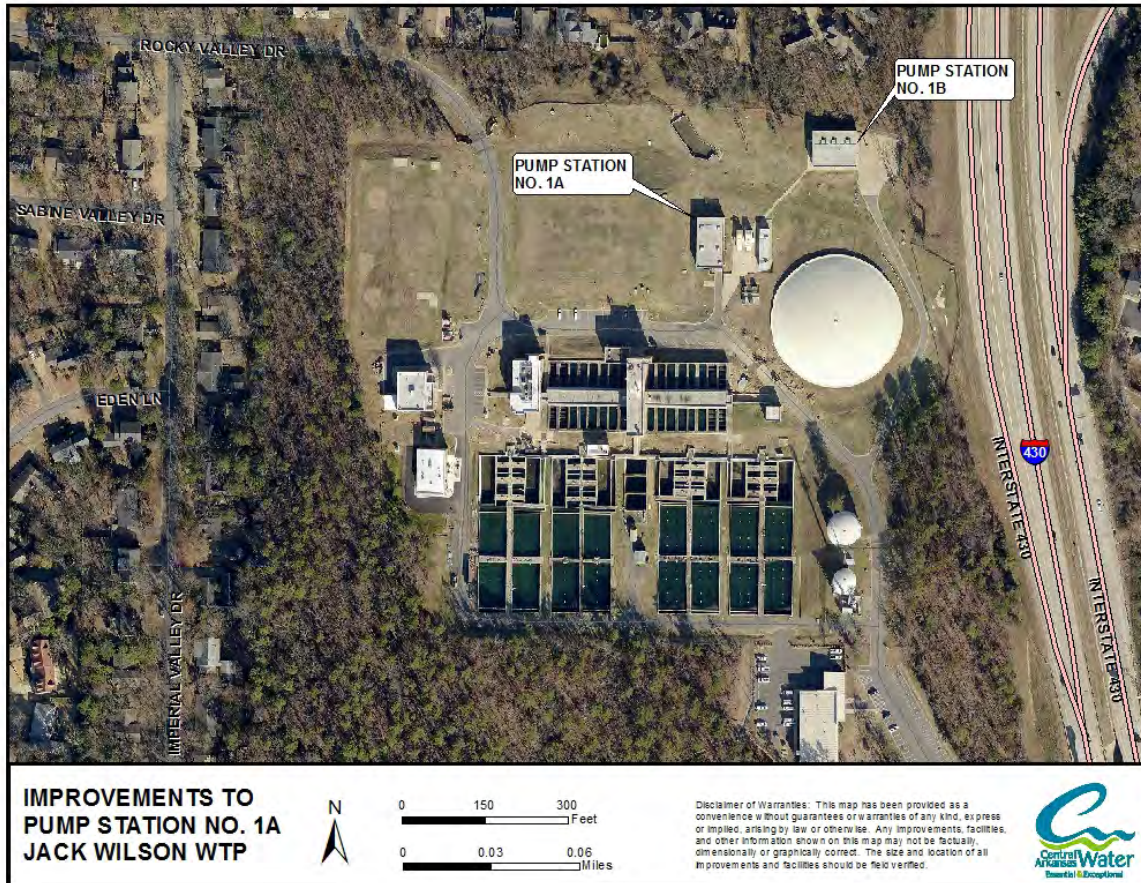 ROCKY VALLEY DR
PUMP STATION
NO. 1B
PUMP STATION
NO. 1A
SABINE VALLEY DR
EDEN LN
IMPERIAL VALLEY DR
INTERSTATE 430
430
INTERSTATE 430
IMPROVEMENTS TO
PUMP STATION NO. 1A
JACK WILSON WTP
N
0 150 300
Feet
0 0.03 0.06
Miles
Disclaimer of Warranties: This map has been provided as a
convenience without guarantees or warranties of any kind, express
or implied, arising by law or otherwise. Any improvements, facilities,
and other information shown on this map may not be factually,
dimensionally or graphically correct. The size and location of all
improvements and facilities should be field verified.
Central
Arkansas Water
Essential & Exceptional